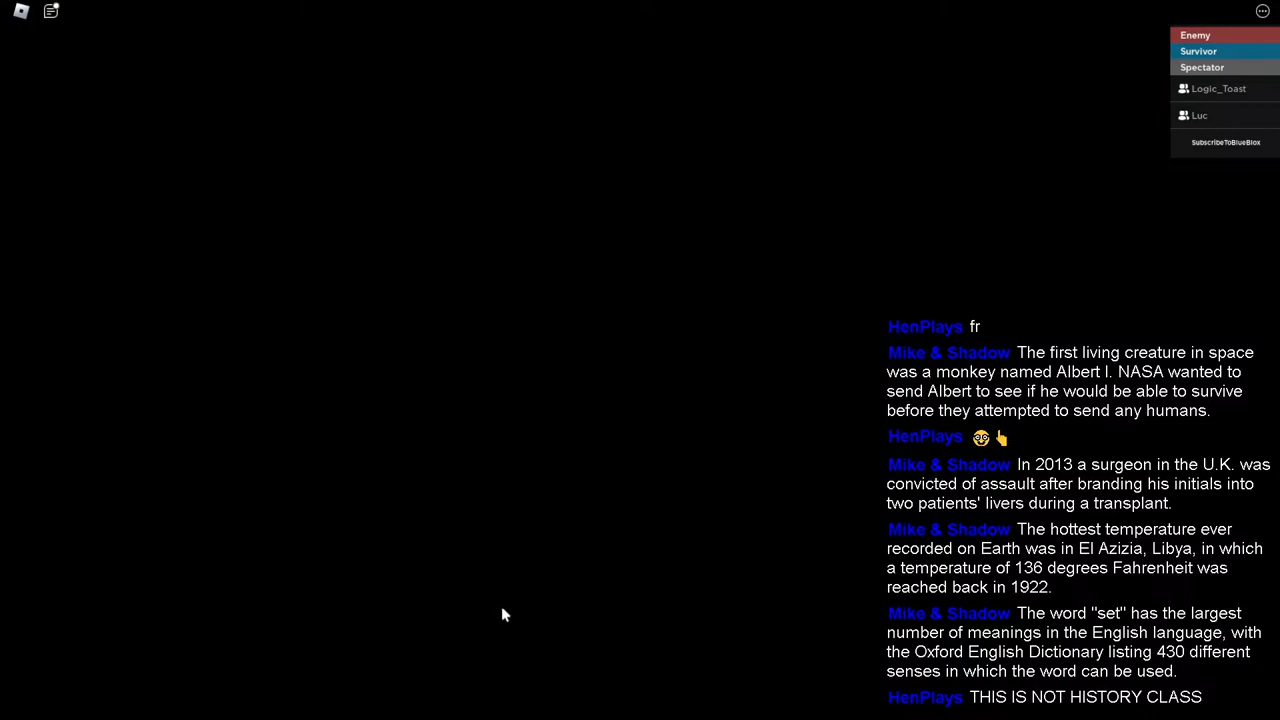 Enemy
Survivor
Spectator
Logic_Toast
Luc
SubscribeToBlueBlox
HenPlays fr
Mike & Shadow The first living creature in space
was a monkey named Albert I. NASA wanted to
send Albert to see if he would be able to survive
before they attempted to send any humans.
HenPlays 🤓👆
Mike & Shadow In 2013 a surgeon in the U.K. was
convicted of assault after branding his initials into
two patients' livers during a transplant.
Mike & Shadow The hottest temperature ever
recorded on Earth was in El Azizia, Libya, in which
a temperature of 136 degrees Fahrenheit was
reached back in 1922.
Mike & Shadow The word "set" has the largest
number of meanings in the English language, with
the Oxford English Dictionary listing 430 different
senses in which the word can be used.
HenPlays THIS IS NOT HISTORY CLASS